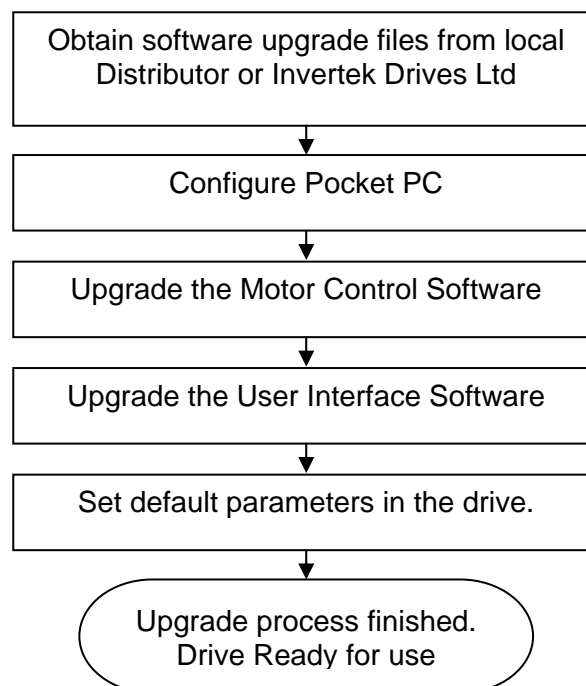 Obtain software upgrade files from local
Distributor or Invertek Drives Ltd
Configure Pocket PC
Upgrade the Motor Control Software
Upgrade the User Interface Software
Set default parameters in the drive.
Upgrade process finished.
Drive Ready for use